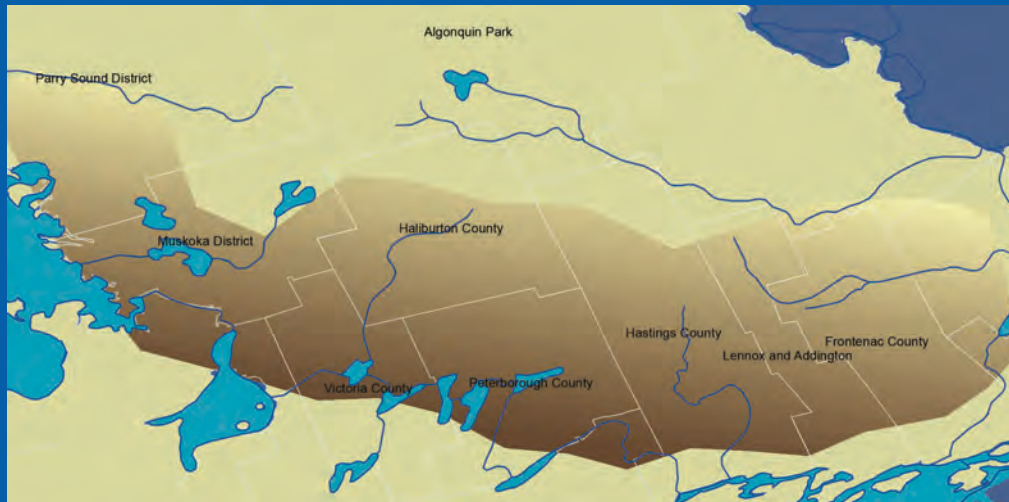 Algonquin Park
Parry Sound District
Haliburton County
Muskoka District
Hastings County
Frontenac County
Lennox and Addington
Victoria County
Peterborough County